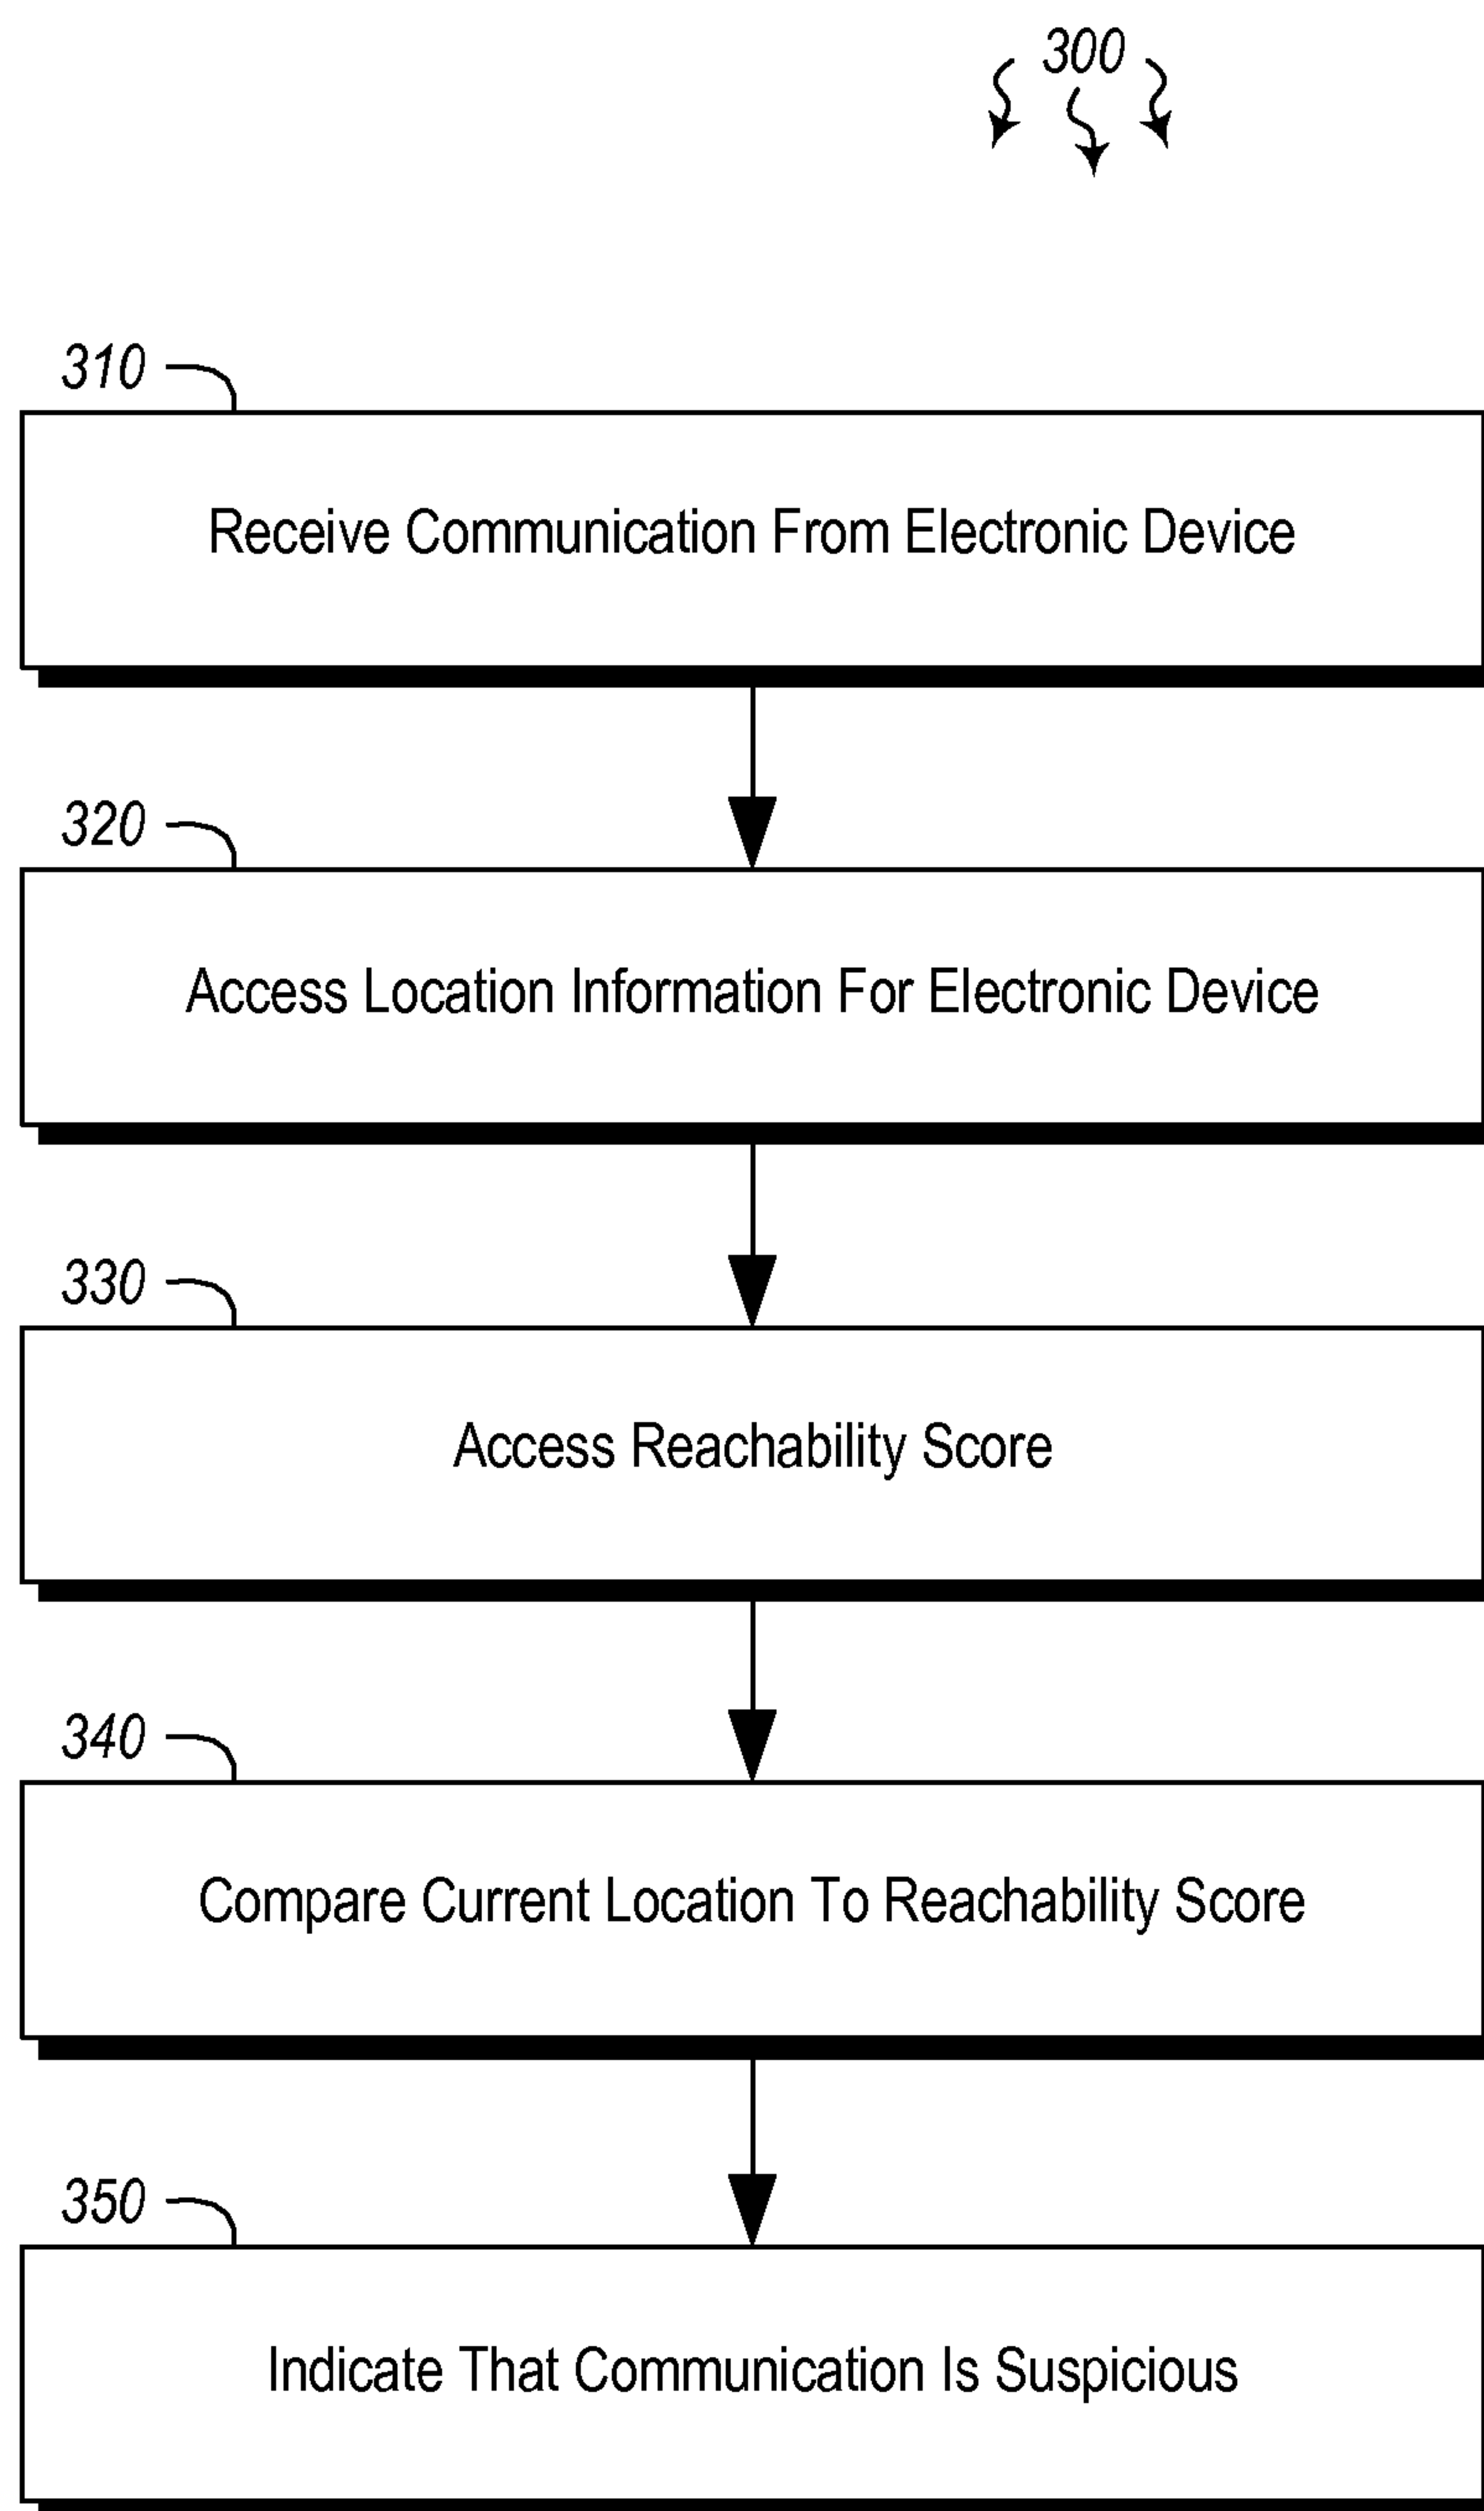 300
310
Receive Communication From Electronic Device
320
Access Location Information For Electronic Device
330
Access Reachability Score
340
Compare Current Location To Reachability Score
350
Indicate That Communication Is Suspicious